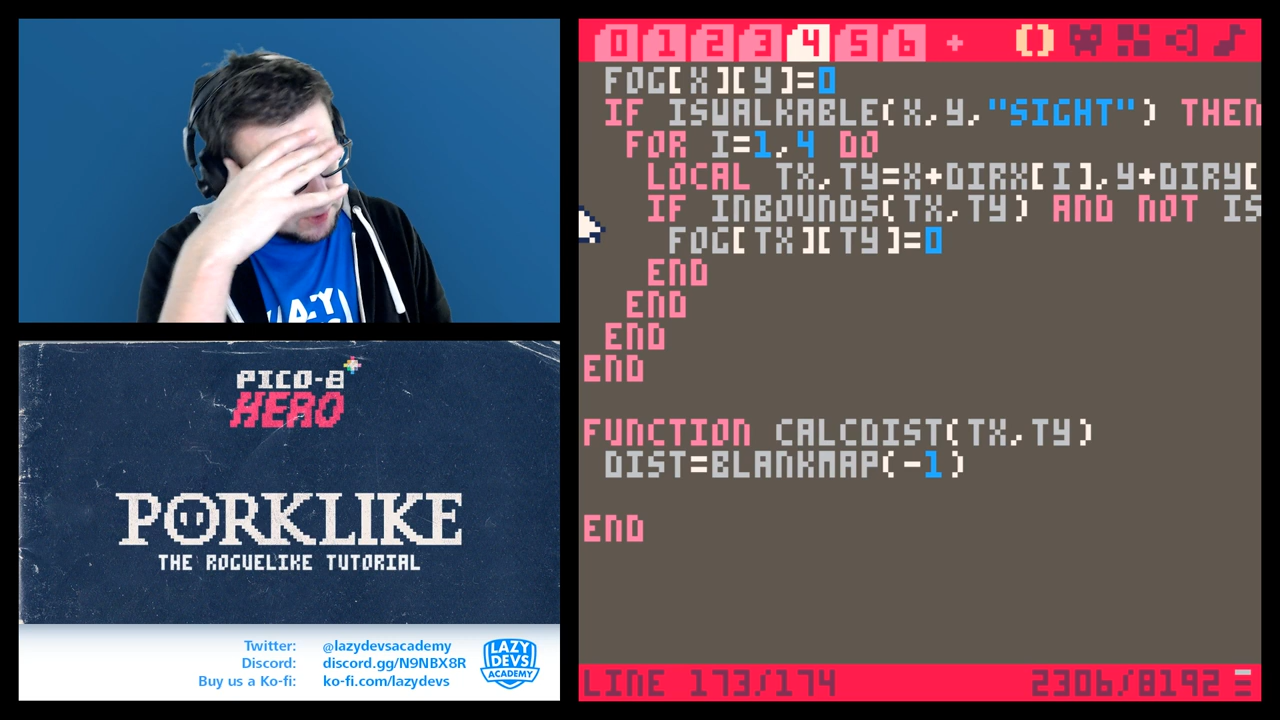 0 1 2 3 4 5 6 +
FOG[X][Y]=0
IF ISWALKABLE(X,Y,"SIGHT") THEN
FOR I=1,4 DO
LOCAL TX,TY=X+DIRX[I],Y+DIRY[
IF INBOUNDS(TX,TY) AND NOT IS
FOG[TX][TY]=0
END
END
END
END
FUNCTION CALCDIST(TX,TY)
DIST=BLANKMAP(-1)
END
LINE 173/174 2306/8192
PICO-8
HERO
PORKLIKE
THE ROGUELIKE TUTORIAL
Twitter: @lazydevsacademy
Discord: discord.gg/N9NBX8R
Buy us a Ko-fi: ko-fi.com/lazydevs
LAZY
DEVS
ACADEMY